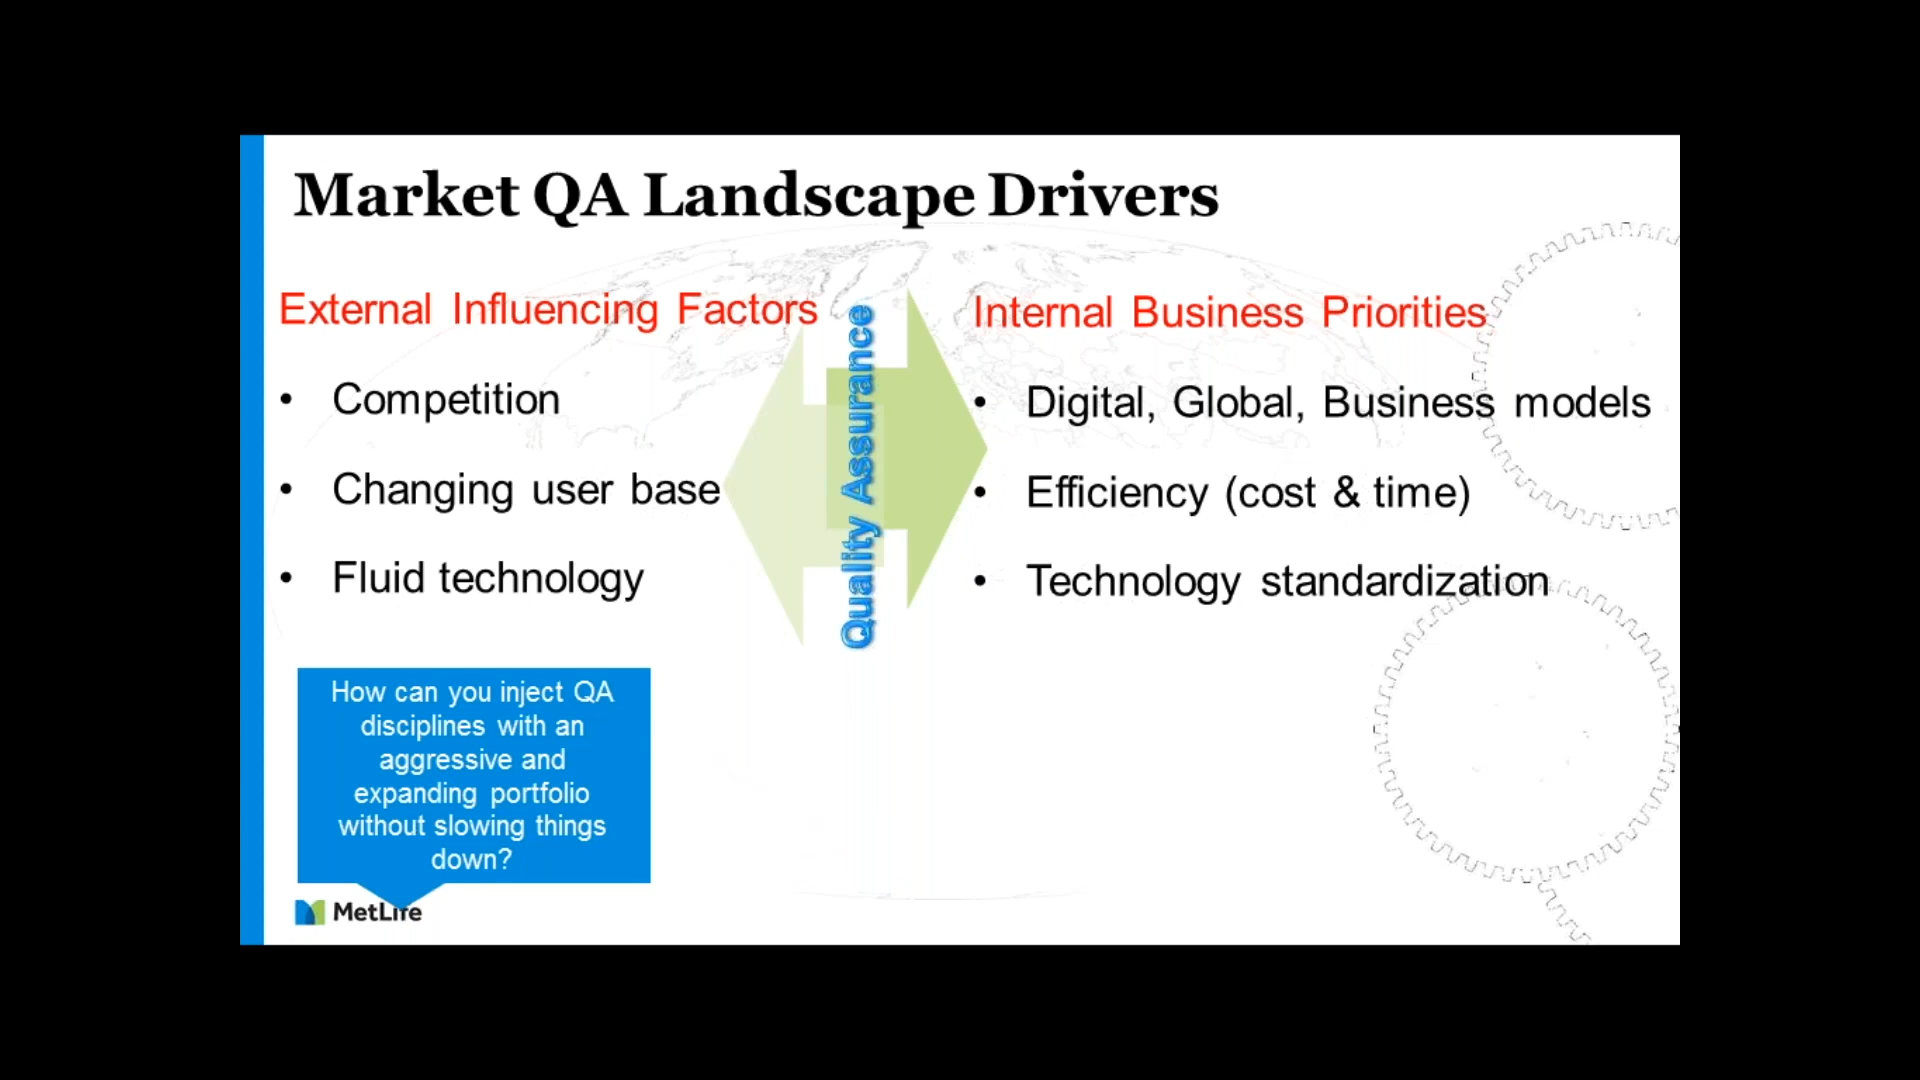 Market QA Landscape Drivers
External Influencing Factors
• Competition
• Changing user base
• Fluid technology
Quality Assurance
Internal Business Priorities
• Digital, Global, Business models
• Efficiency (cost & time)
• Technology standardization
How can you inject QA
disciplines with an
aggressive and
expanding portfolio
without slowing things
down?
MetLife